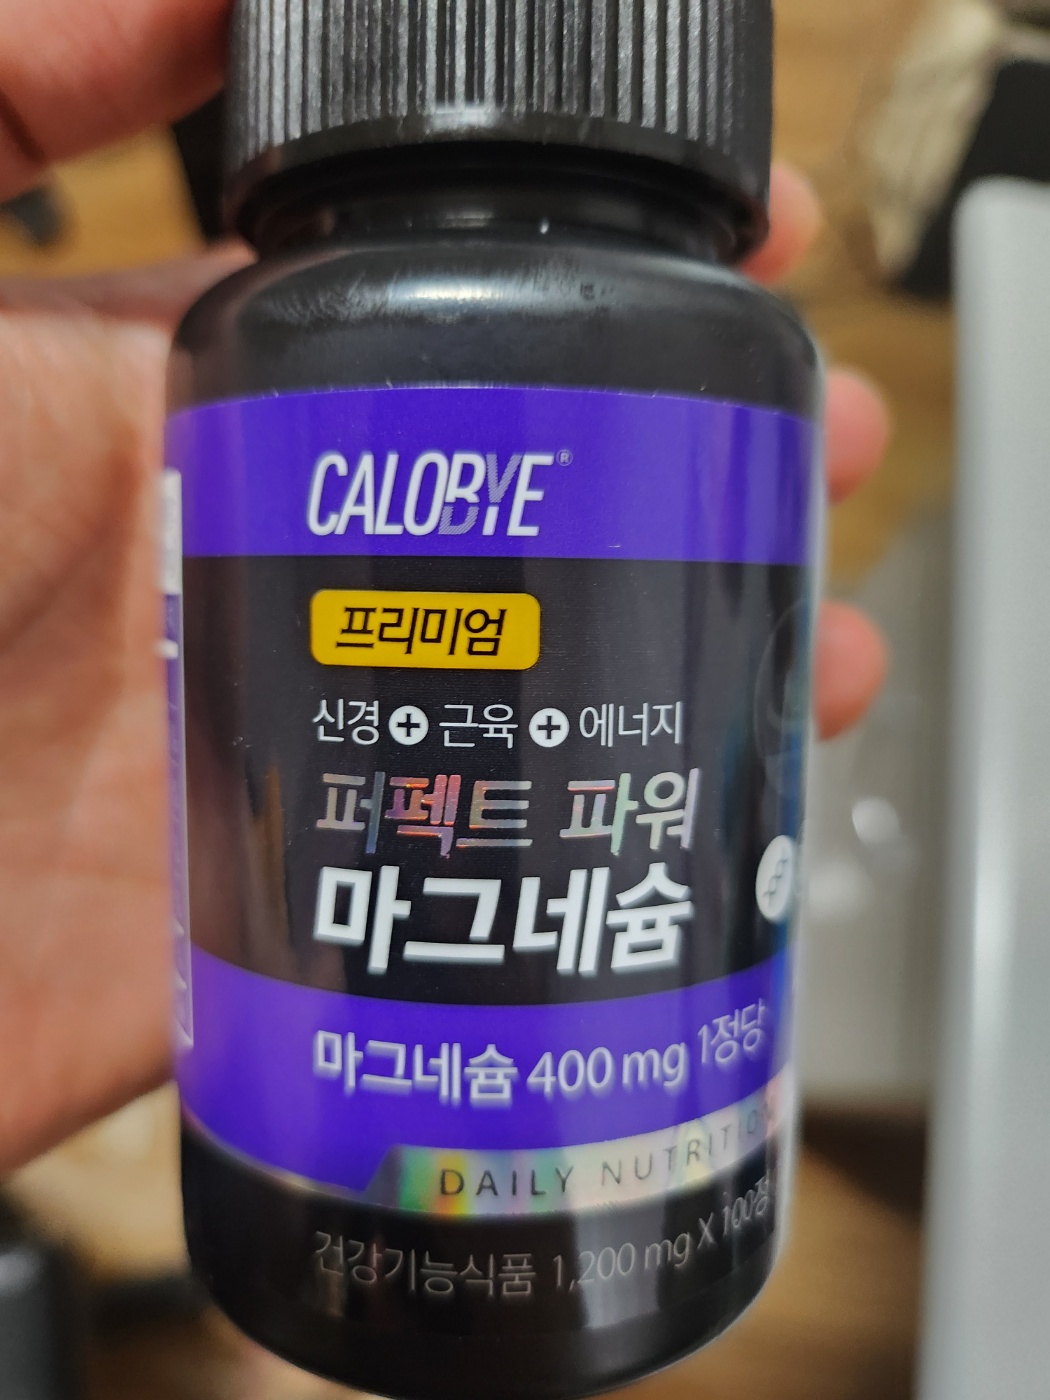 CALOBYE®
프리미엄
신경 + 근육 + 에너지
퍼펙트 파워
마그네슘
마그네슘 400 mg 1정당
DAILY NUTRITION
건강기능식품 1,200 mg X 100정